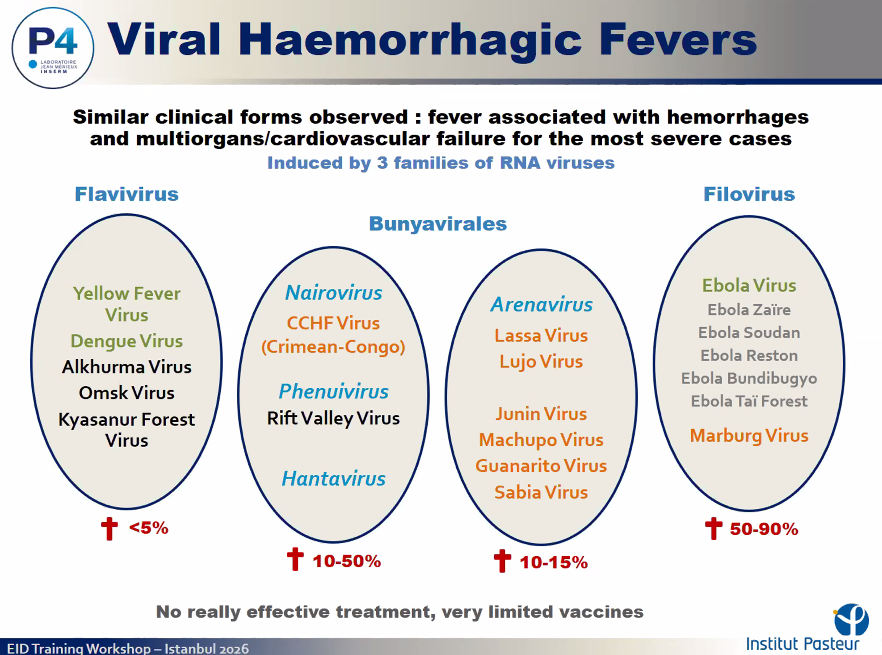 P4
LABORATOIRE
JEAN MÉRIEUX
INSERM
Viral Haemorrhagic Fevers
Similar clinical forms observed : fever associated with hemorrhages
and multiorgans/cardiovascular failure for the most severe cases
Induced by 3 families of RNA viruses
Flavivirus
Yellow Fever
Virus
Dengue Virus
Alkhurma Virus
Omsk Virus
Kyasanur Forest
Virus
<5%
Bunyavirales
Nairovirus
CCHF Virus
(Crimean-Congo)
Phenuivirus
Rift Valley Virus
Hantavirus
10-50%
Arenavirus
Lassa Virus
Lujo Virus
Junin Virus
Machupo Virus
Guanarito Virus
Sabia Virus
10-15%
Filovirus
Ebola Virus
Ebola Zaïre
Ebola Soudan
Ebola Reston
Ebola Bundibugyo
Ebola Taï Forest
Marburg Virus
50-90%
No really effective treatment, very limited vaccines
EID Training Workshop – Istanbul 2026
Institut Pasteur